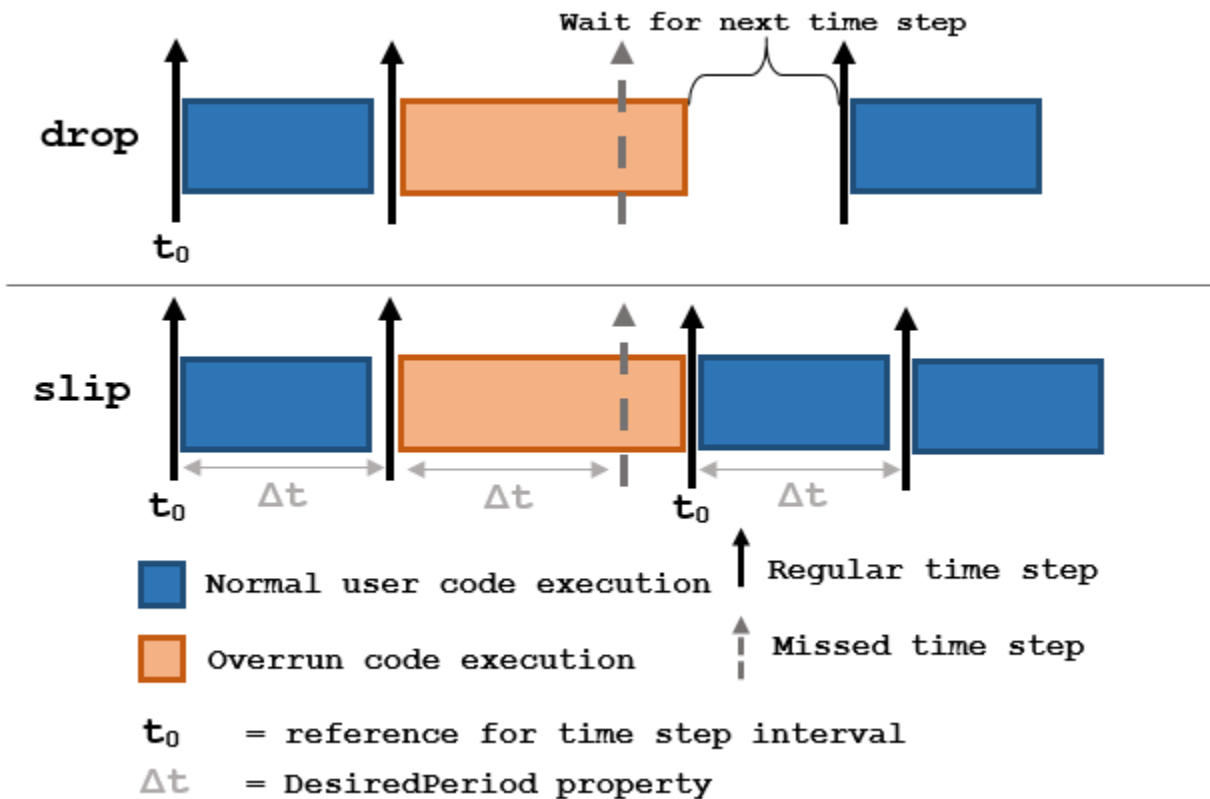 Wait for next time step
drop
t₀
slip
Δt
Δt
Δt
t₀
t₀
Normal user code execution
Regular time step
Overrun code execution
Missed time step
t₀ = reference for time step interval
Δt = DesiredPeriod property